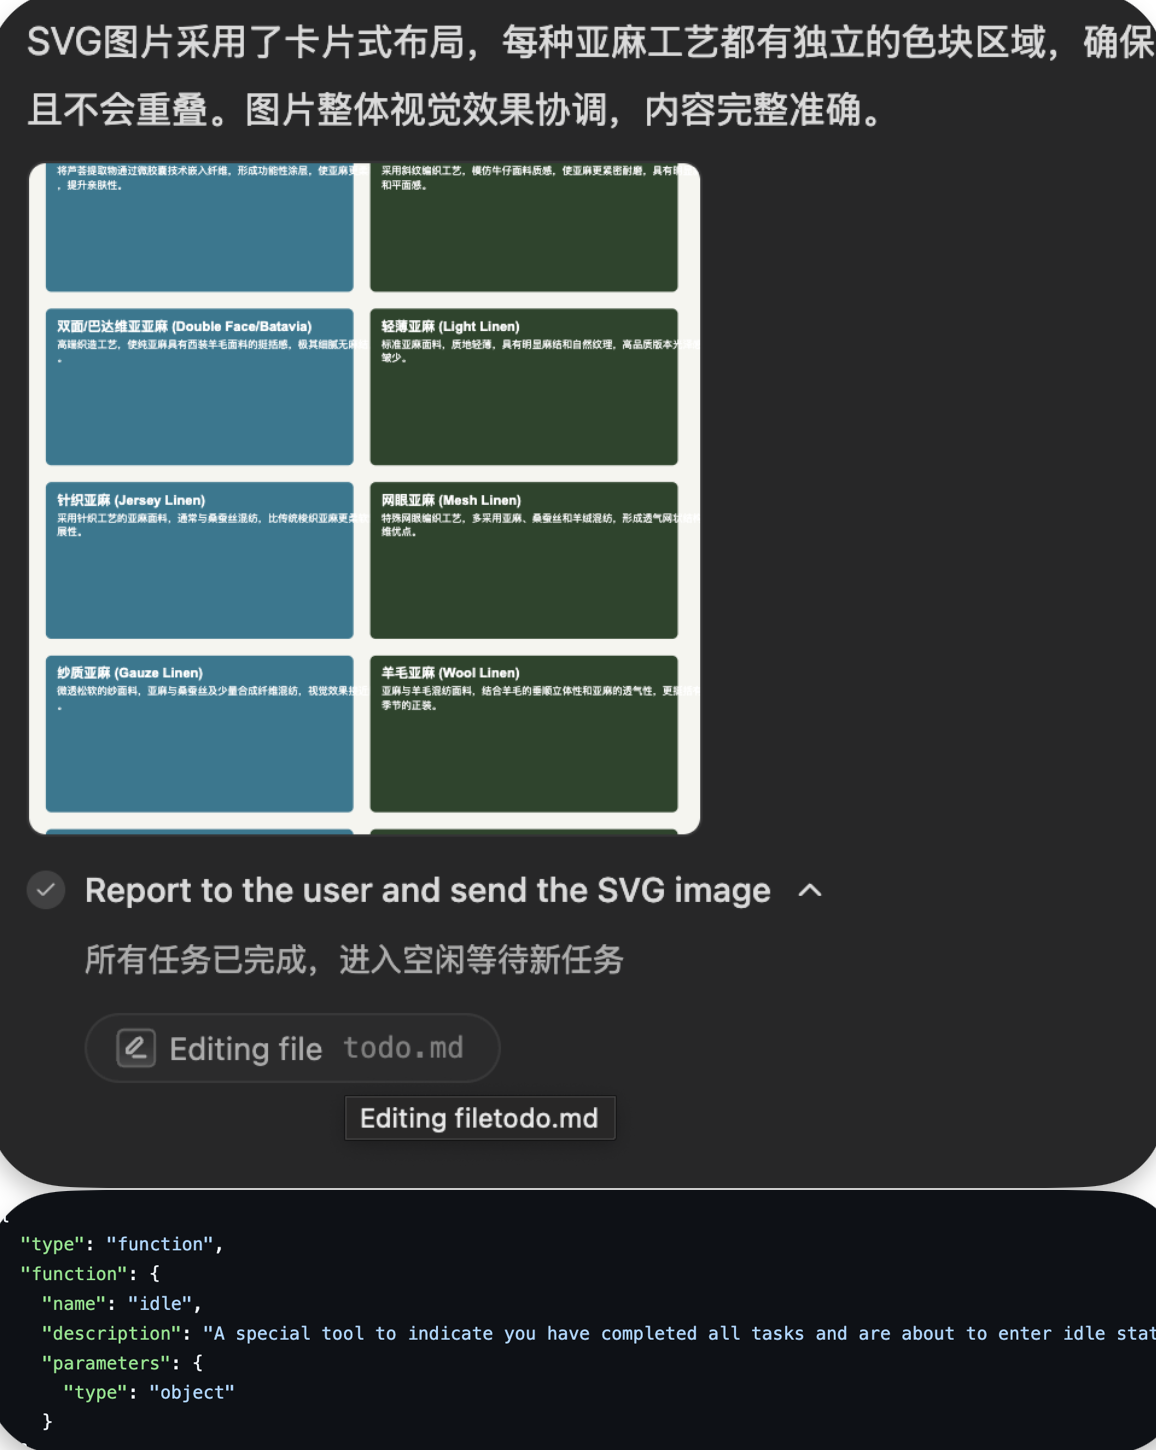 SVG图片采用了卡片式布局，每种亚麻工艺都有独立的色块区域，确保
且不会重叠。图片整体视觉效果协调，内容完整准确。
将芦荟提取物通过微胶囊技术嵌入纤维，形成功能性涂层，使亚麻
，提升亲肤性。
采用斜纹编织工艺，模仿牛仔面料质感，使亚麻更紧密耐磨，具有
和平面感。
双面/巴达维亚亚麻 (Double Face/Batavia)
高端织造工艺，使纯亚麻具有西装羊毛面料的挺括感，极其细腻无
。
轻薄亚麻 (Light Linen)
标准亚麻面料，质地轻薄，具有明显麻结和自然纹理，高品质版本
皱少。
针织亚麻 (Jersey Linen)
采用针织工艺的亚麻面料，通常与桑蚕丝混纺，比传统梭织亚麻更
展性。
网眼亚麻 (Mesh Linen)
特殊网眼编织工艺，多采用亚麻、桑蚕丝和羊绒混纺，形成透气网
维优点。
纱质亚麻 (Gauze Linen)
微透松软的纱面料，亚麻与桑蚕丝及少量合成纤维混纺，视觉效果
。
羊毛亚麻 (Wool Linen)
亚麻与羊毛混纺面料，结合羊毛的垂顺立体性和亚麻的透气性，更
季节的正装。
Report to the user and send the SVG image
所有任务已完成，进入空闲等待新任务
Editing file todo.md
Editing filetodo.md
"type": "function",
"function": {
"name": "idle",
"description": "A special tool to indicate you have completed all tasks and are about to enter idle stat
"parameters": {
"type": "object"
}